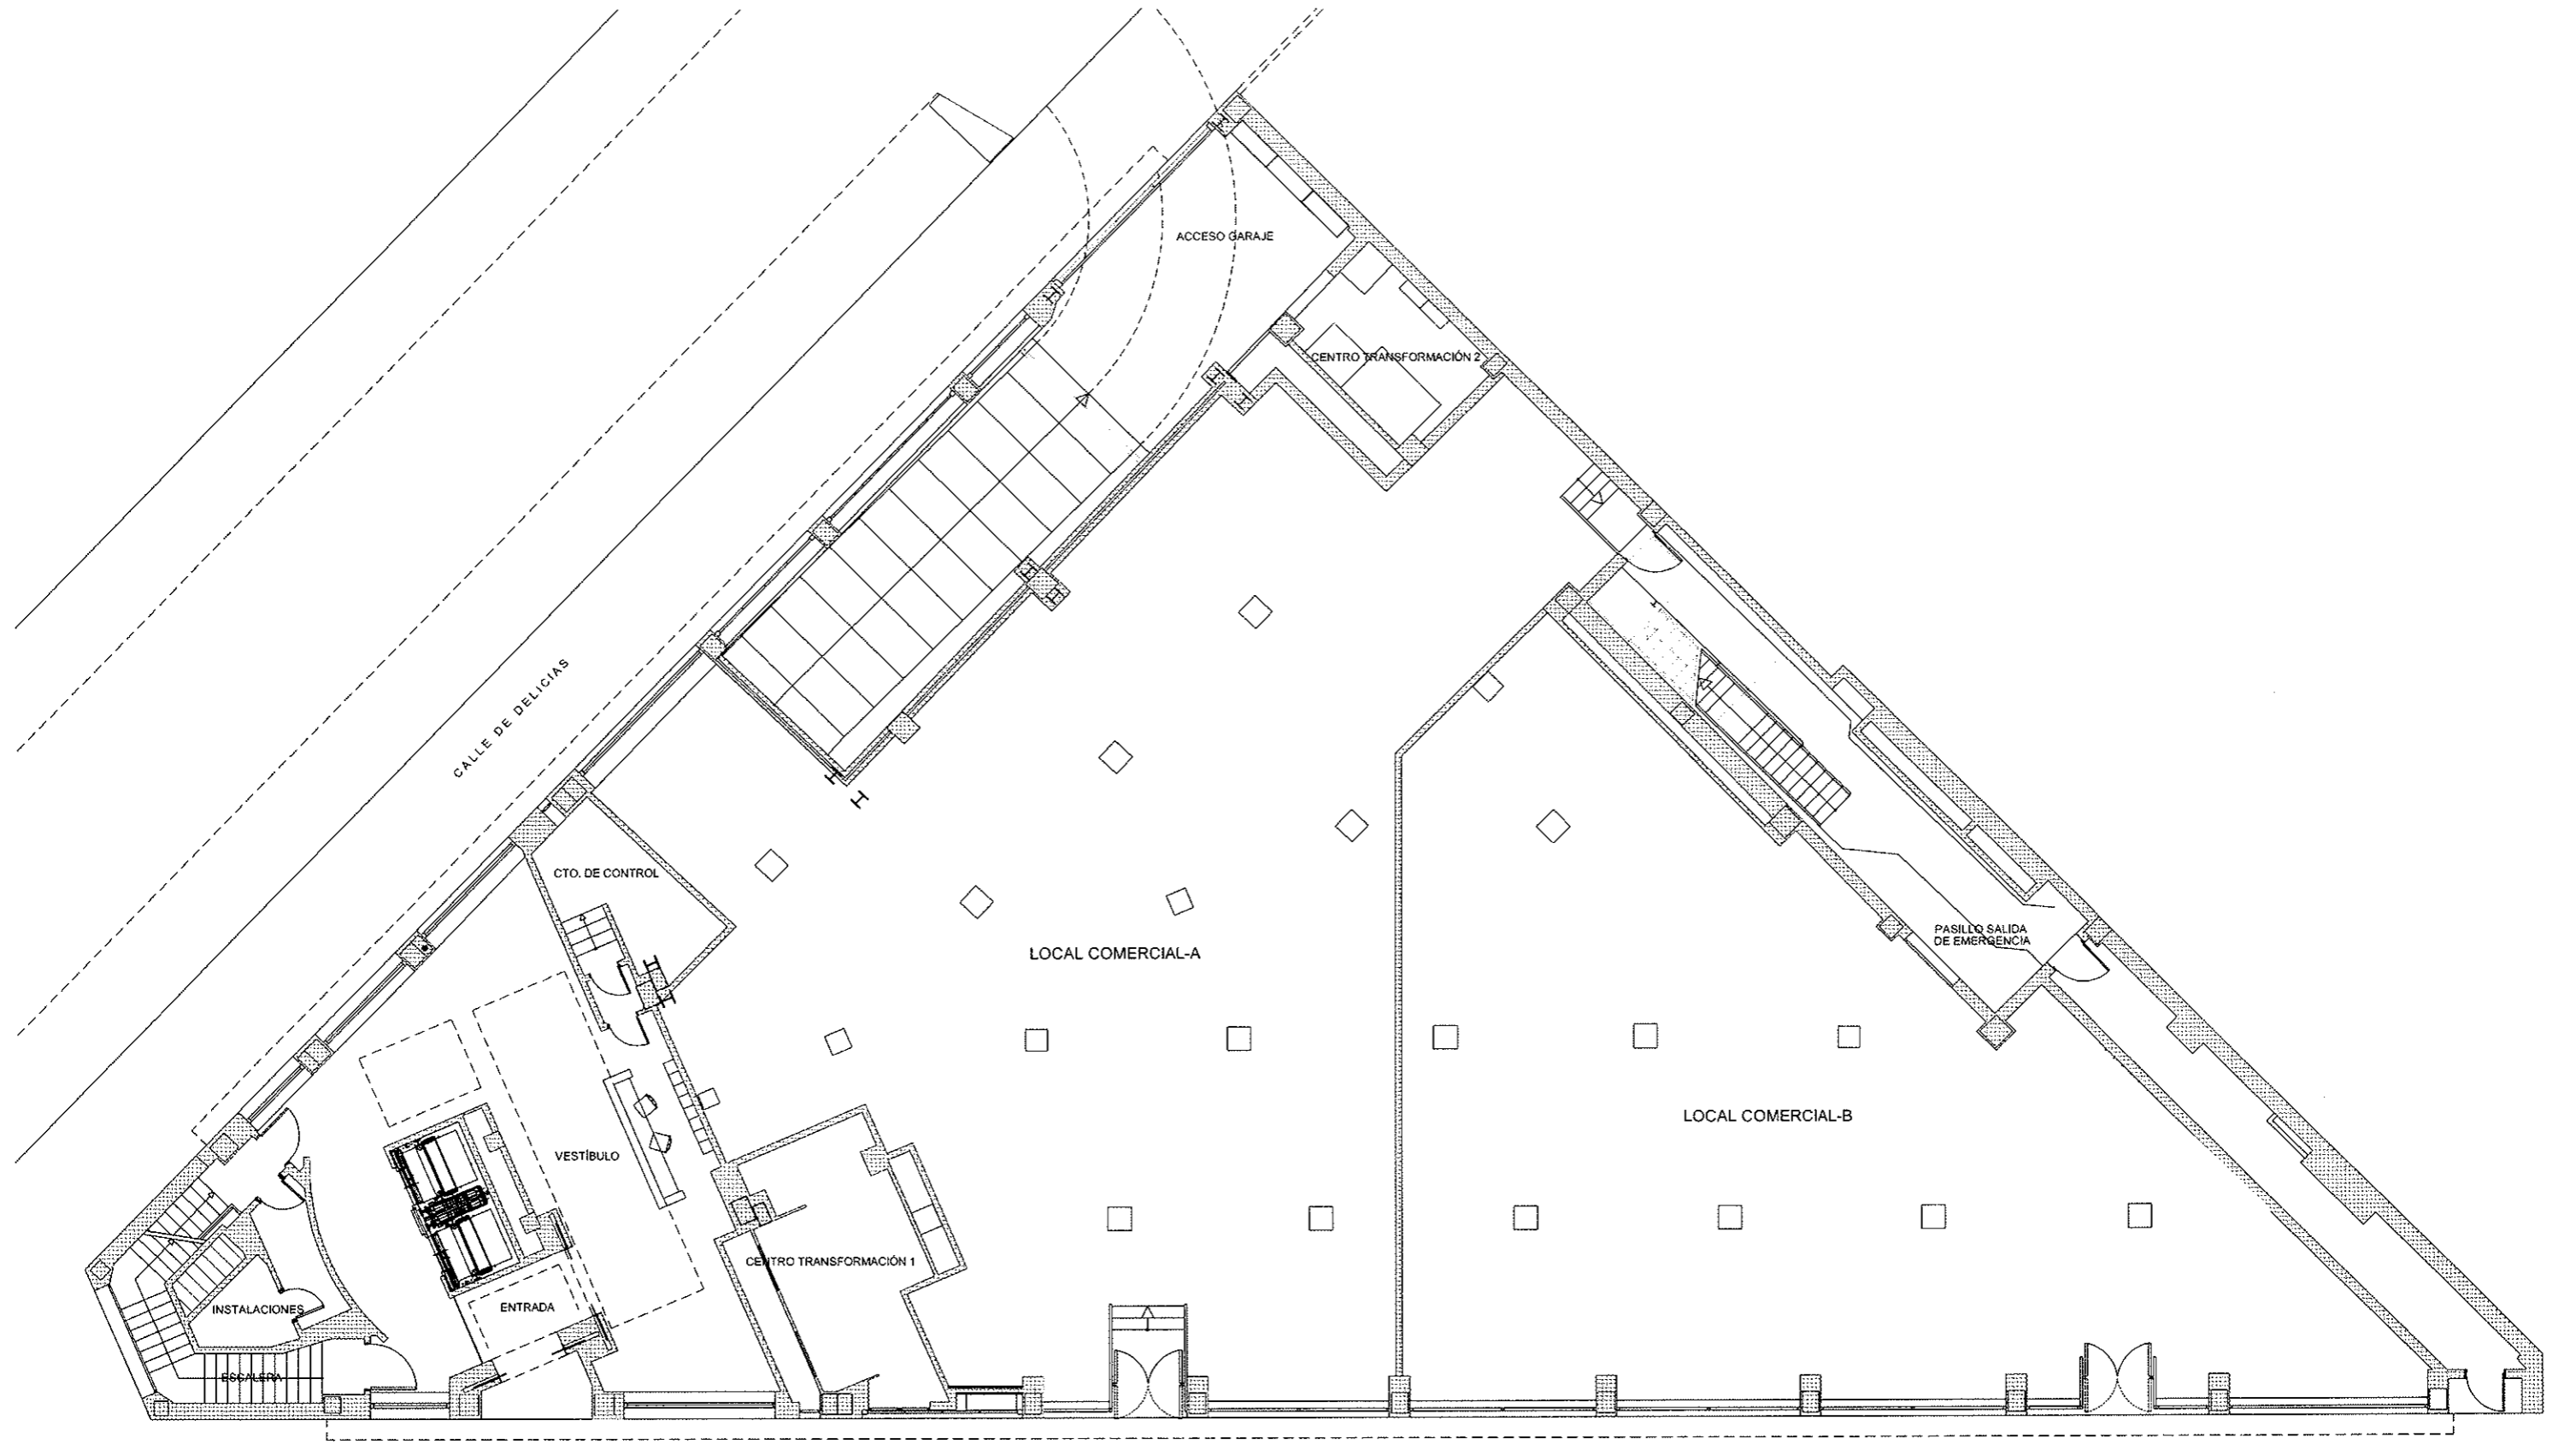 ACCESO GARAJE
CENTRO TRANSFORMACIÓN 2
CALLE DE DELICIAS
CTO. DE CONTROL
PASILLO SALIDA
DE EMERGENCIA
LOCAL COMERCIAL-A
LOCAL COMERCIAL-B
VESTÍBULO
CENTRO TRANSFORMACIÓN 1
ENTRADA
INSTALACIONES
ESCALERA